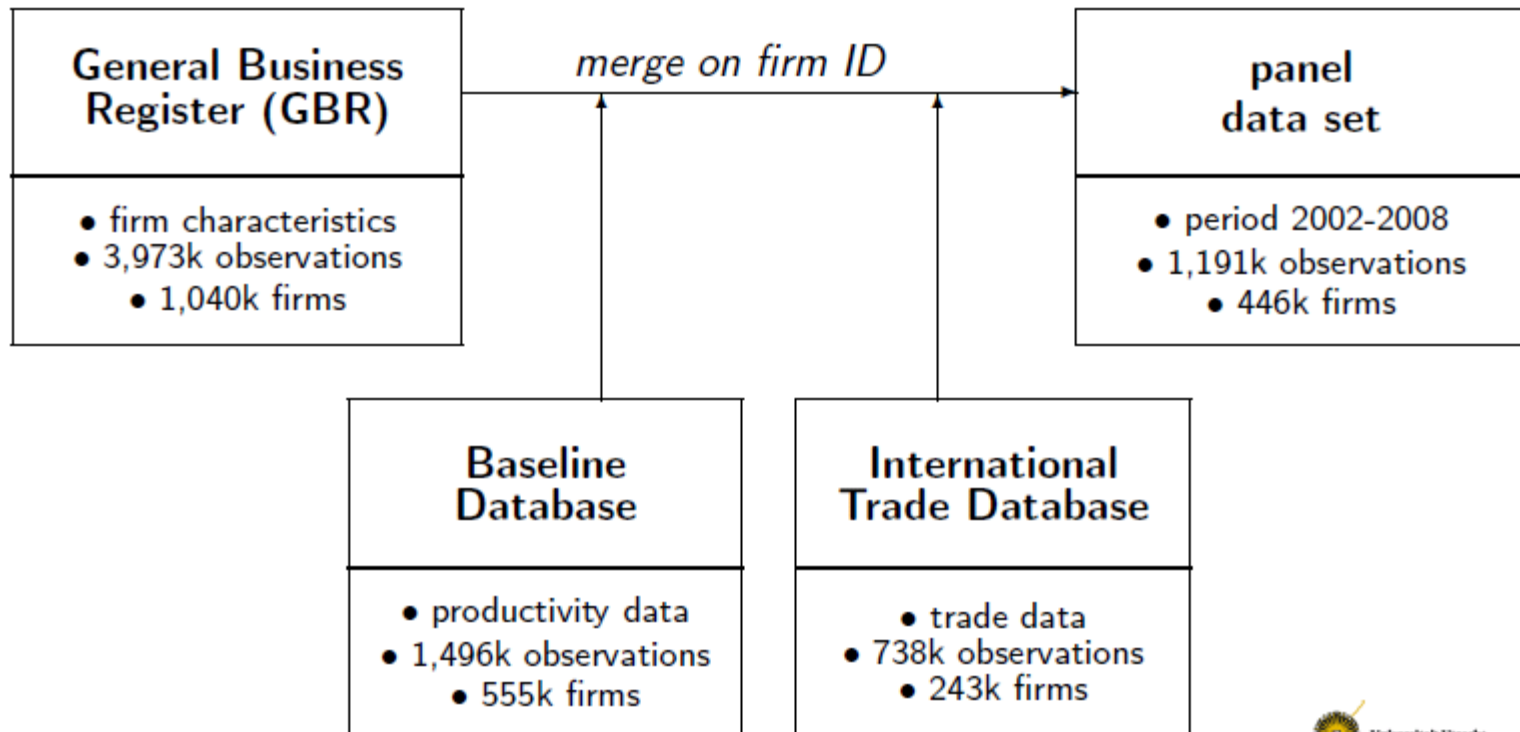 General Business
Register (GBR)
• firm characteristics
• 3,973k observations
• 1,040k firms
merge on firm ID
panel
data set
• period 2002-2008
• 1,191k observations
• 446k firms
Baseline
Database
• productivity data
• 1,496k observations
• 555k firms
International
Trade Database
• trade data
• 738k observations
• 243k firms